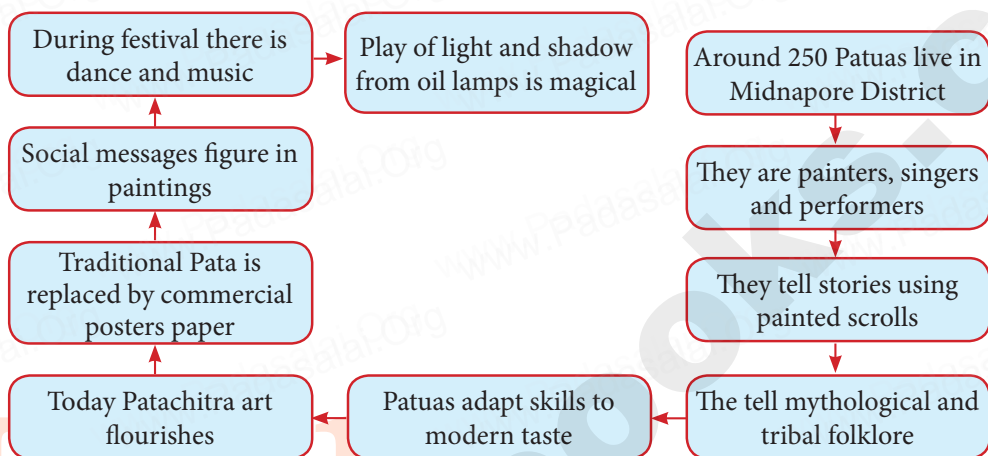 During festival there is
dance and music
Play of light and shadow
from oil lamps is magical
Around 250 Patuas live in
Midnapore District
Social messages figure in
paintings
They are painters, singers
and performers
Traditional Pata is
replaced by commercial
posters paper
They tell stories using
painted scrolls
Today Patachitra art
flourishes
Patuas adapt skills to
modern taste
The tell mythological and
tribal folklore
www.Padasalai.Org